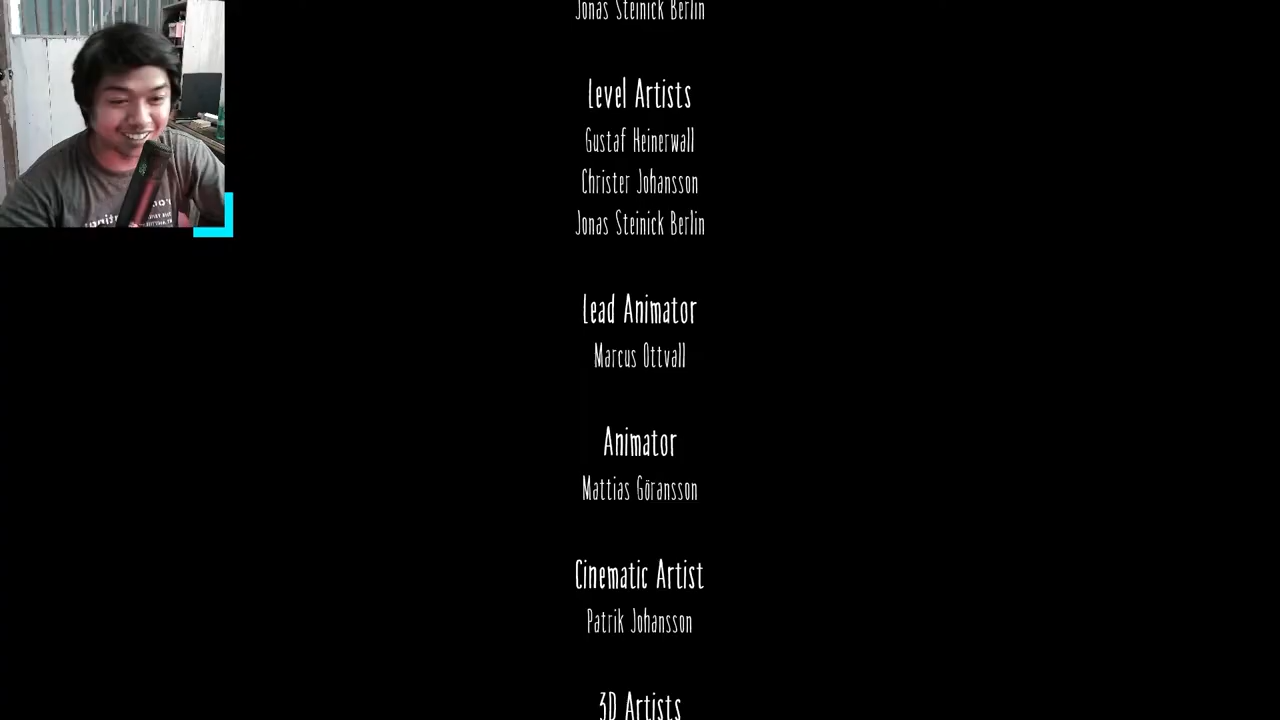 Jonas Steinick Berlin
Level Artists
Gustaf Heinerwall
Christer Johansson
Jonas Steinick Berlin
Lead Animator
Marcus Ottvall
Animator
Mattias Göransson
Cinematic Artist
Patrik Johansson
3D Artists